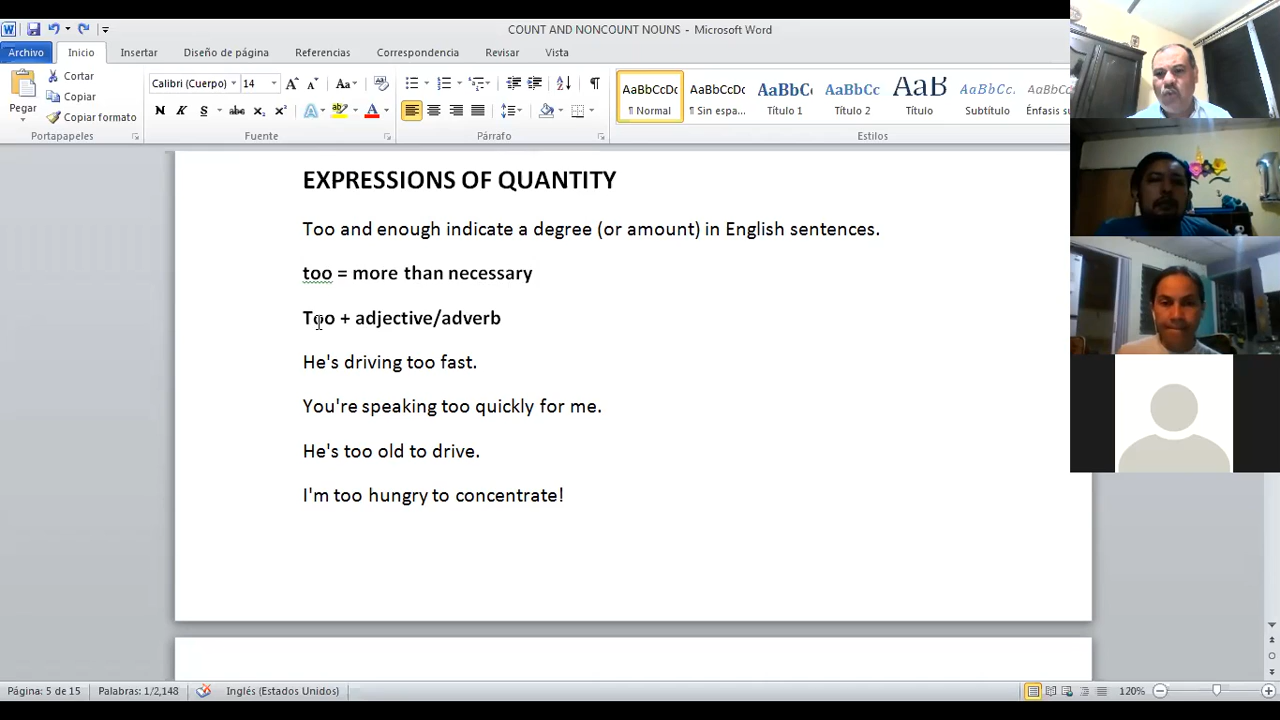 COUNT AND NONCOUNT NOUNS - Microsoft Word
Archivo Inicio Insertar Diseño de página Referencias Correspondencia Revisar Vista
Cortar
Copiar
Copiar formato
Pegar
Calibri (Cuerpo) 14
AaBbCcDc AaBbCcDc AaBbC AaBbCc AaB AaBbCc. AaBbCc
¶ Normal ¶ Sin espa... Título 1 Título 2 Título Subtítulo Énfasis su
Portapapeles Fuente Párrafo Estilos
EXPRESSIONS OF QUANTITY
Too and enough indicate a degree (or amount) in English sentences.
too = more than necessary
Too + adjective/adverb
He's driving too fast.
You're speaking too quickly for me.
He's too old to drive.
I'm too hungry to concentrate!
Página: 5 de 15 Palabras: 1/2,148 Inglés (Estados Unidos) 120%